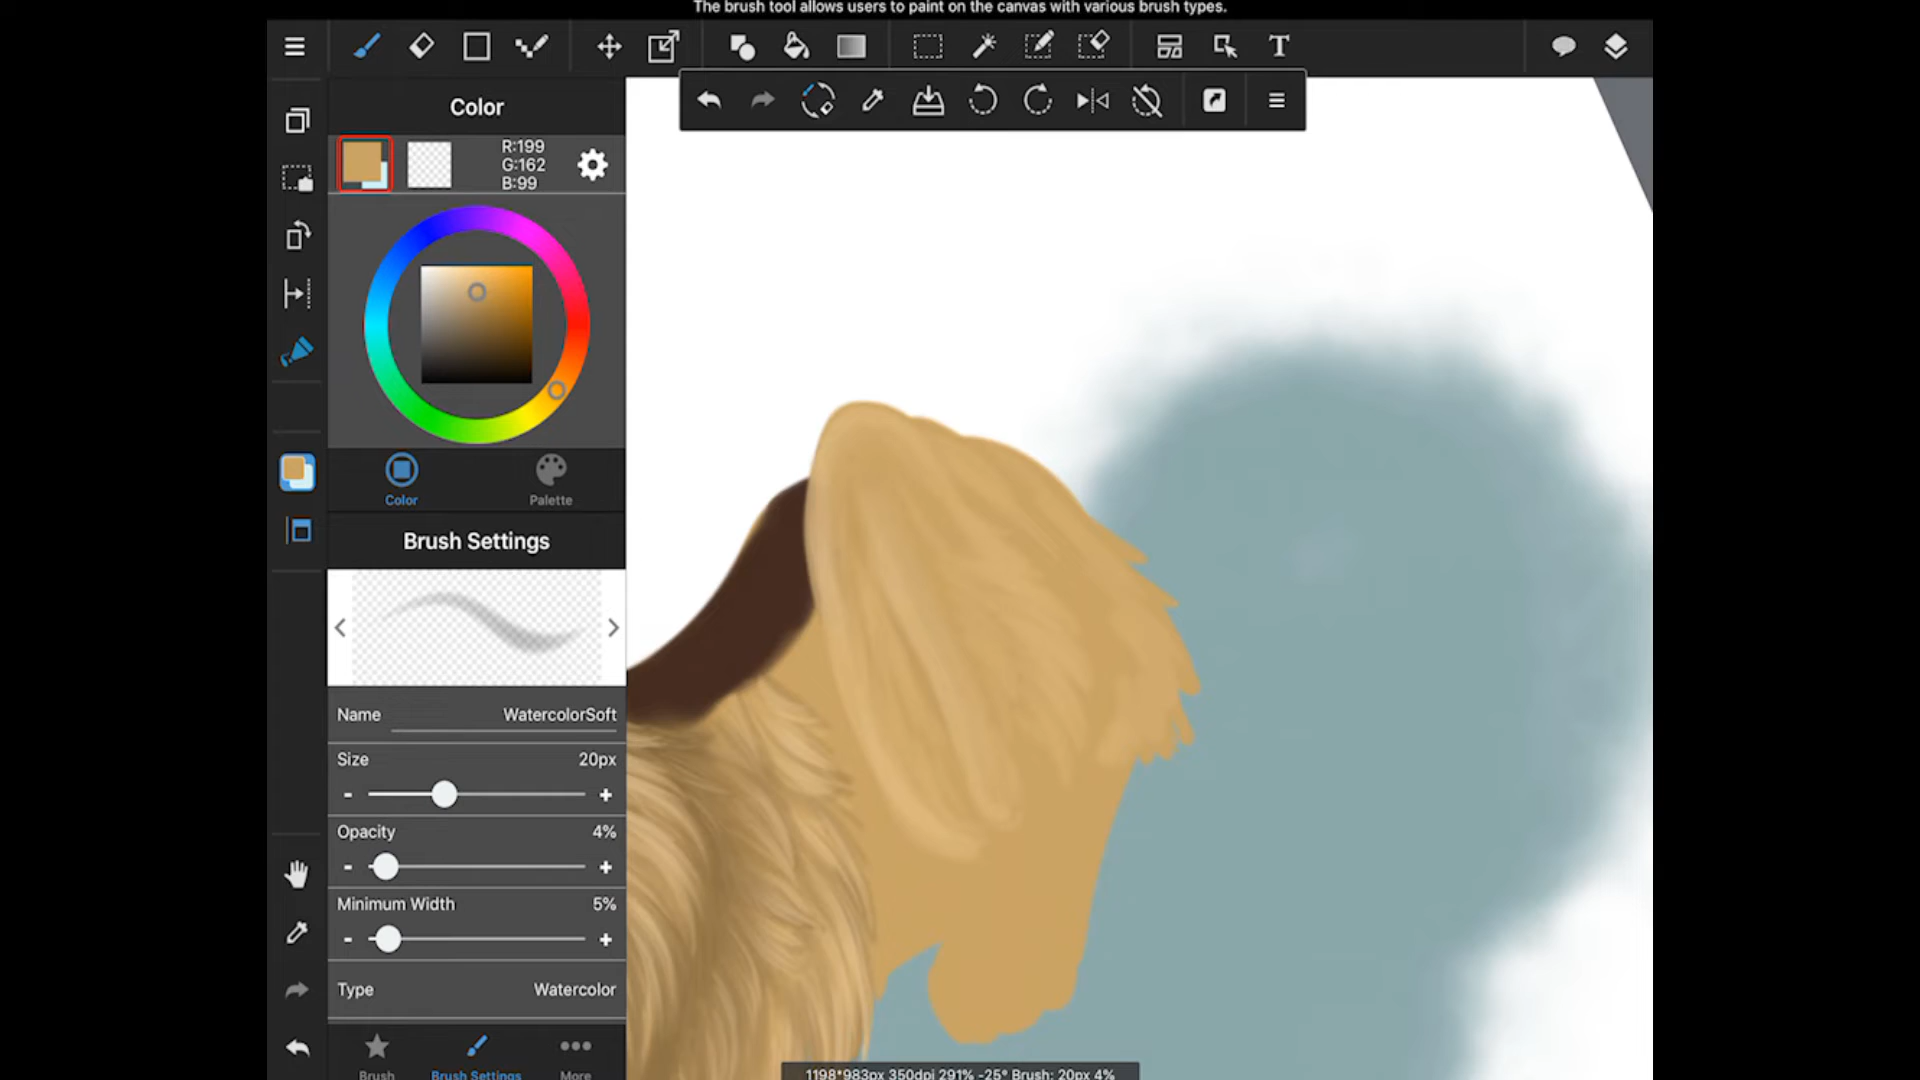 The brush tool allows users to paint on the canvas with various brush types.
T
Color
R:199
G:162
B:99
Color
Palette
Brush Settings
Name WatercolorSoft
Size 20px
- +
Opacity 4%
- +
Minimum Width 5%
- +
Type Watercolor
Brush
Brush Settings
More
1198*983px 350dpi 291% -25° Brush: 20px 4%